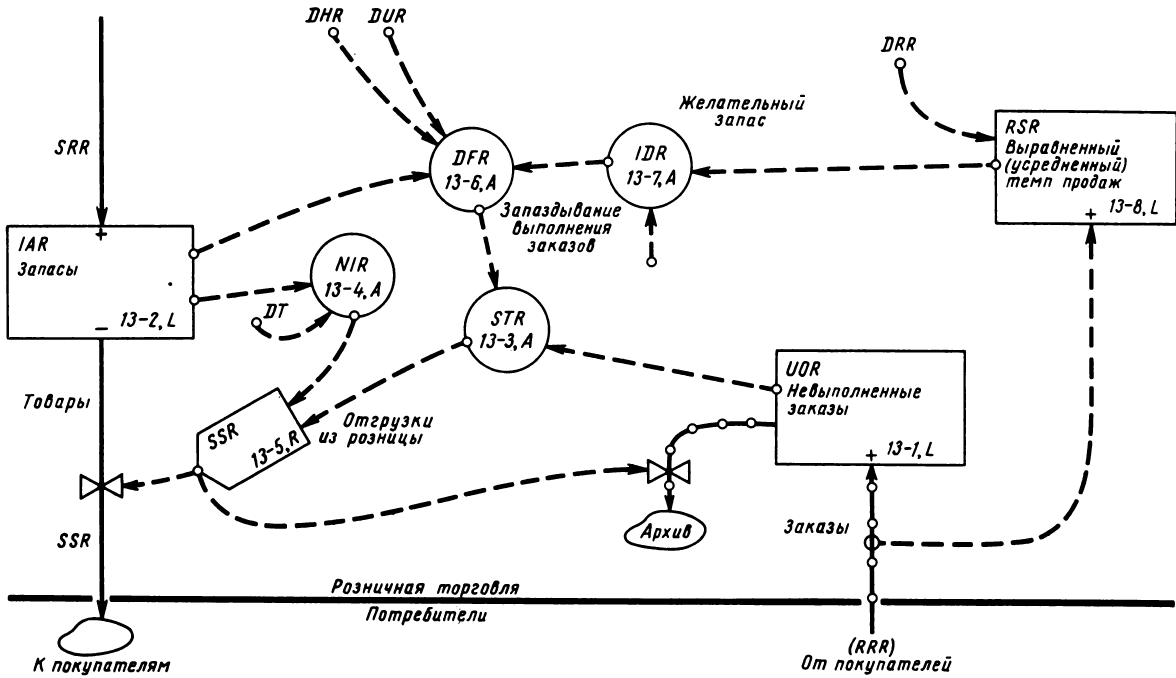 DHR
DUR
DRR
SRR
DFR
13-6, А
IDR
13-7, А
Желательный
запас
RSR
Выравненный
(усредненный)
темп продаж
+
13-8, L
Запаздывание
выполнения
заказов
+
IAR
Запасы
–
13-2, L
NIR
13-4, А
DT
STR
13-3, А
UOR
Невыполненные
заказы
+
13-1, L
Товары
SSR
13-5, R
Отгрузки
из розницы
SSR
Архив
Заказы
Розничная торговля
Потребители
К покупателям
(RRR)
От покупателей